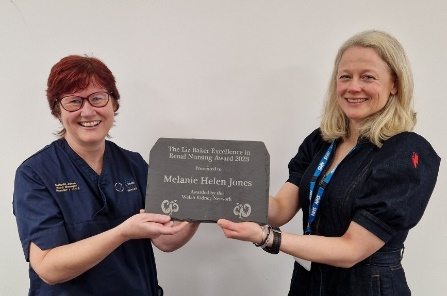 The Liz Baker Excellence in
Renal Nursing Award 2023
Presented to
Melanie Helen Jones
Awarded by the
Welsh Kidney Network